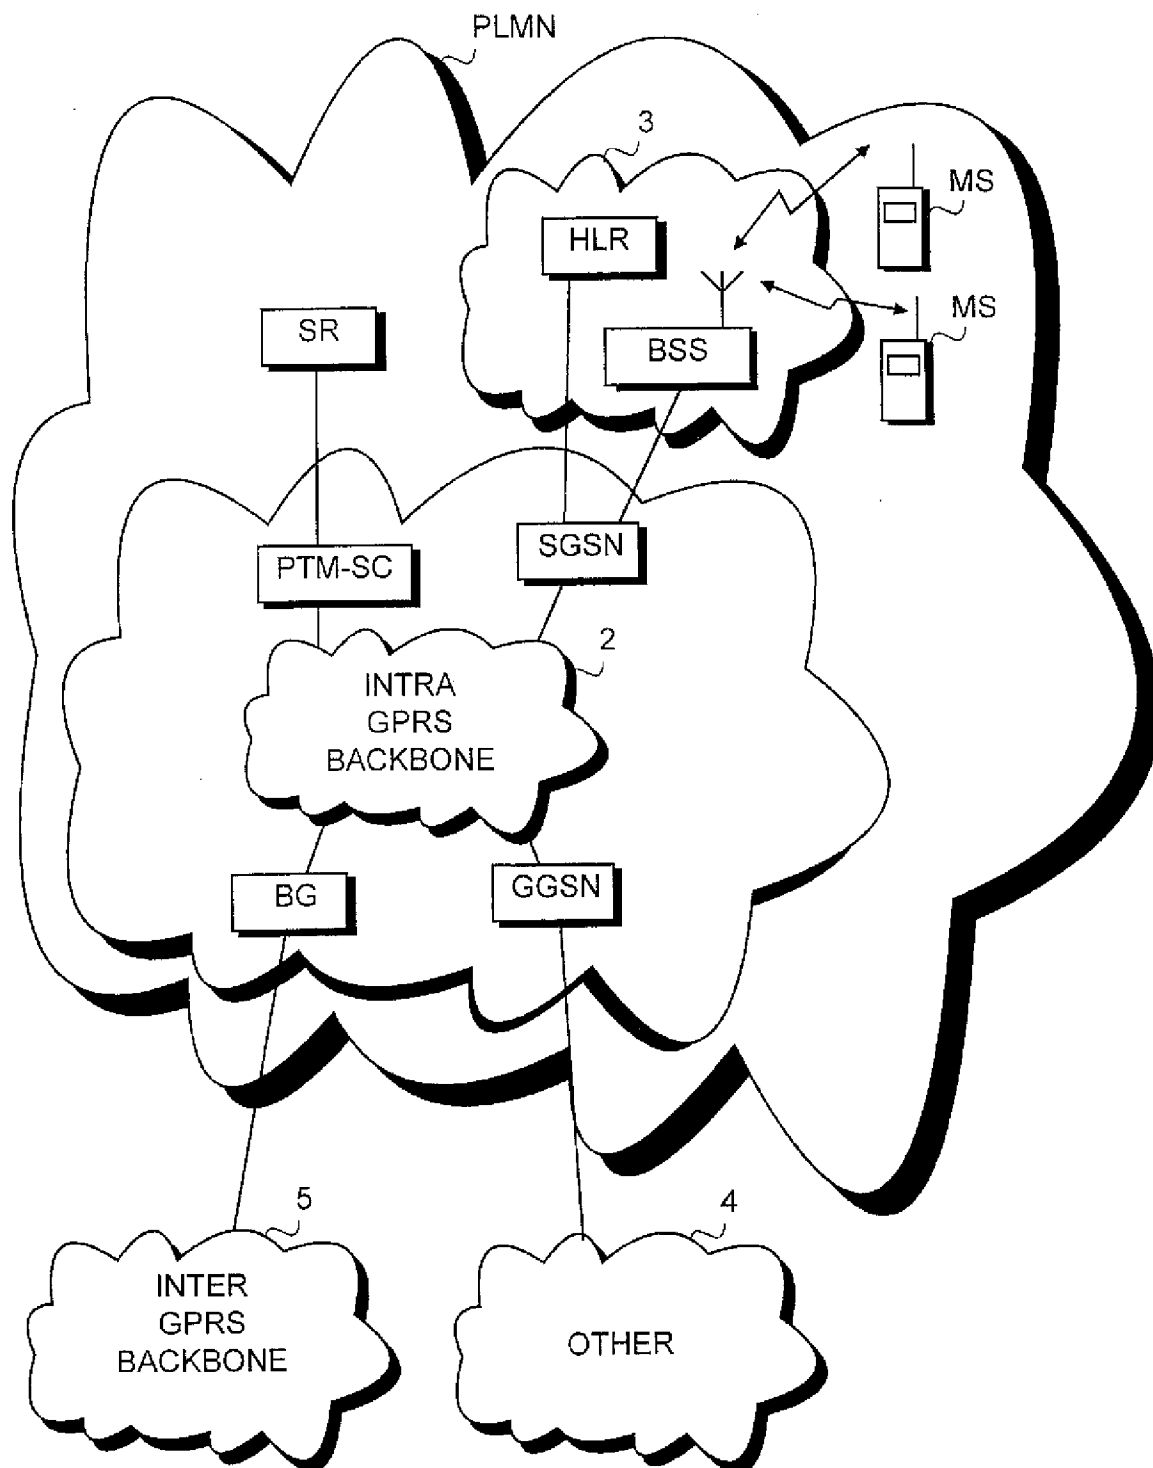 PLMN
3
MS
HLR
MS
SR
BSS
SGSN
PTM-SC
2
INTRA
GPRS
BACKBONE
BG
GGSN
5
4
INTER
GPRS
BACKBONE
OTHER